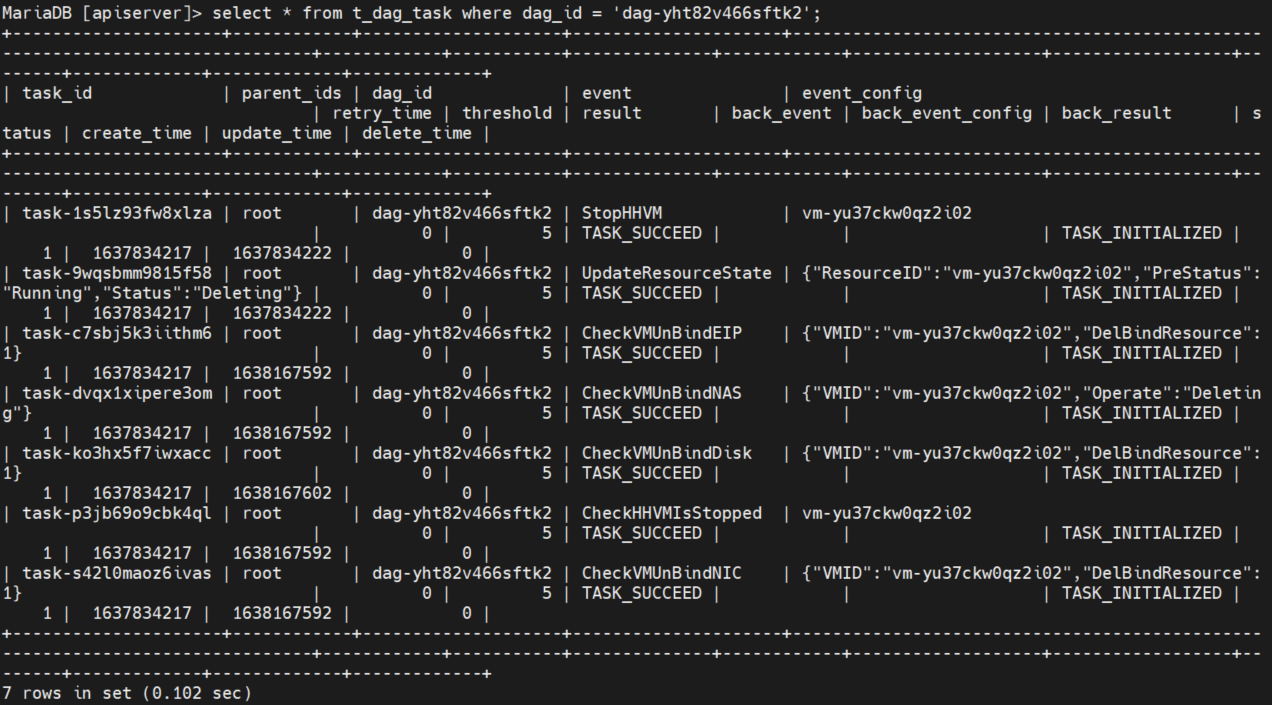 MariaDB [apiserver]> select * from t_dag_task where dag_id = 'dag-yht82v466sftk2';
+----------------------+------------+--------------------+---------------------+-----------------------------------------------
-------------------------------+------------+-----------+--------------+------------+-------------------+------------------+--
------+-------------+-------------+-------------+
| task_id             | parent_ids | dag_id             | event               | event_config
                               | retry_time | threshold | result       | back_event | back_event_config | back_result      | s
tatus | create_time | update_time | delete_time |
+----------------------+------------+--------------------+---------------------+-----------------------------------------------
-------------------------------+------------+-----------+--------------+------------+-------------------+------------------+--
------+-------------+-------------+-------------+
| task-1s5lz93fw8xlza | root       | dag-yht82v466sftk2 | StopHHVM            | vm-yu37ckw0qz2i02
                               |          0 |         5 | TASK_SUCCEED |            |                   | TASK_INITIALIZED |
    1 |  1637834217 |  1637834222 |           0 |
| task-9wqsbmm9815f58 | root       | dag-yht82v466sftk2 | UpdateResourceState | {"ResourceID":"vm-yu37ckw0qz2i02","PreStatus":
"Running","Status":"Deleting"} |          0 |         5 | TASK_SUCCEED |            |                   | TASK_INITIALIZED |
    1 |  1637834217 |  1637834222 |           0 |
| task-c7sbj5k3iithm6 | root       | dag-yht82v466sftk2 | CheckVMUnBindEIP    | {"VMID":"vm-yu37ckw0qz2i02","DelBindResource":
1}                             |          0 |         5 | TASK_SUCCEED |            |                   | TASK_INITIALIZED |
    1 |  1637834217 |  1638167592 |           0 |
| task-dvqx1xipere3om | root       | dag-yht82v466sftk2 | CheckVMUnBindNAS    | {"VMID":"vm-yu37ckw0qz2i02","Operate":"Deletin
g"}                            |          0 |         5 | TASK_SUCCEED |            |                   | TASK_INITIALIZED |
    1 |  1637834217 |  1638167592 |           0 |
| task-ko3hx5f7iwxacc | root       | dag-yht82v466sftk2 | CheckVMUnBindDisk   | {"VMID":"vm-yu37ckw0qz2i02","DelBindResource":
1}                             |          0 |         5 | TASK_SUCCEED |            |                   | TASK_INITIALIZED |
    1 |  1637834217 |  1638167602 |           0 |
| task-p3jb69o9cbk4ql | root       | dag-yht82v466sftk2 | CheckHHVMIsStopped  | vm-yu37ckw0qz2i02
                               |          0 |         5 | TASK_SUCCEED |            |                   | TASK_INITIALIZED |
    1 |  1637834217 |  1638167592 |           0 |
| task-s42l0maoz6ivas | root       | dag-yht82v466sftk2 | CheckVMUnBindNIC    | {"VMID":"vm-yu37ckw0qz2i02","DelBindResource":
1}                             |          0 |         5 | TASK_SUCCEED |            |                   | TASK_INITIALIZED |
    1 |  1637834217 |  1638167592 |           0 |
+----------------------+------------+--------------------+---------------------+-----------------------------------------------
-------------------------------+------------+-----------+--------------+------------+-------------------+------------------+--
------+-------------+-------------+-------------+
7 rows in set (0.102 sec)